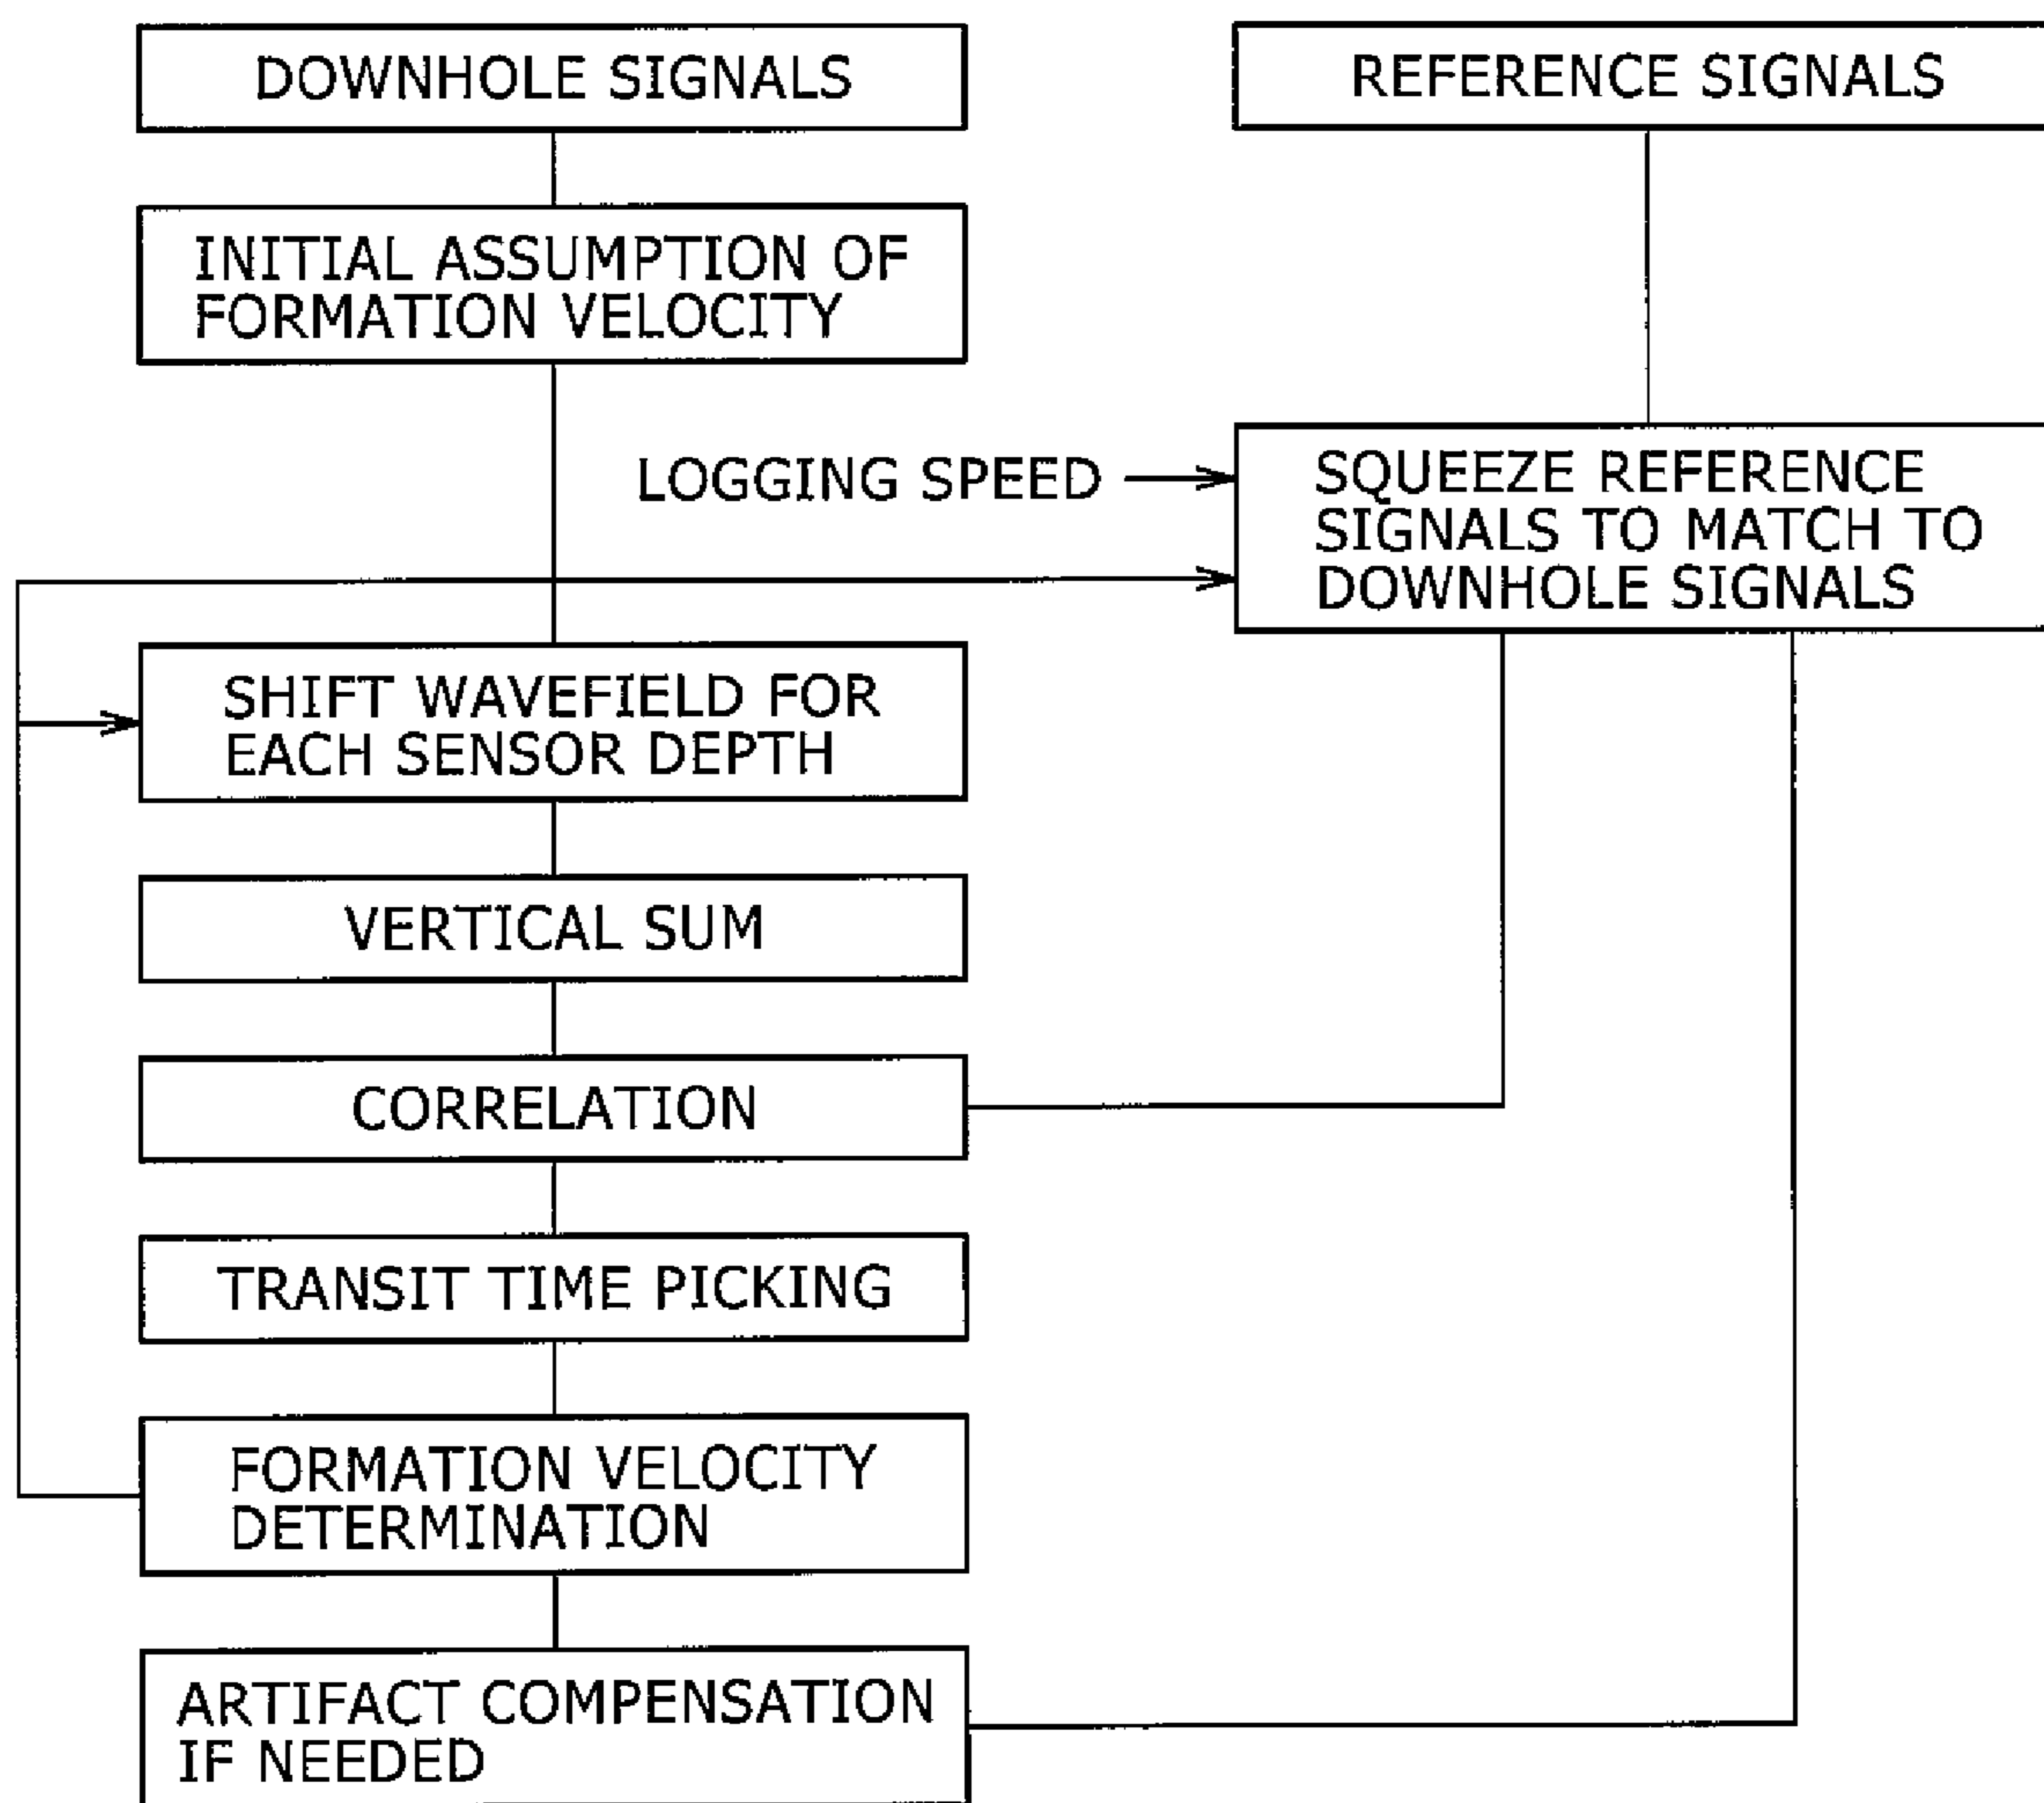 DOWNHOLE SIGNALS
REFERENCE SIGNALS
INITIAL ASSUMPTION OF
FORMATION VELOCITY
LOGGING SPEED
SQUEEZE REFERENCE
SIGNALS TO MATCH TO
DOWNHOLE SIGNALS
SHIFT WAVEFIELD FOR
EACH SENSOR DEPTH
VERTICAL SUM
CORRELATION
TRANSIT TIME PICKING
FORMATION VELOCITY
DETERMINATION
ARTIFACT COMPENSATION
IF NEEDED